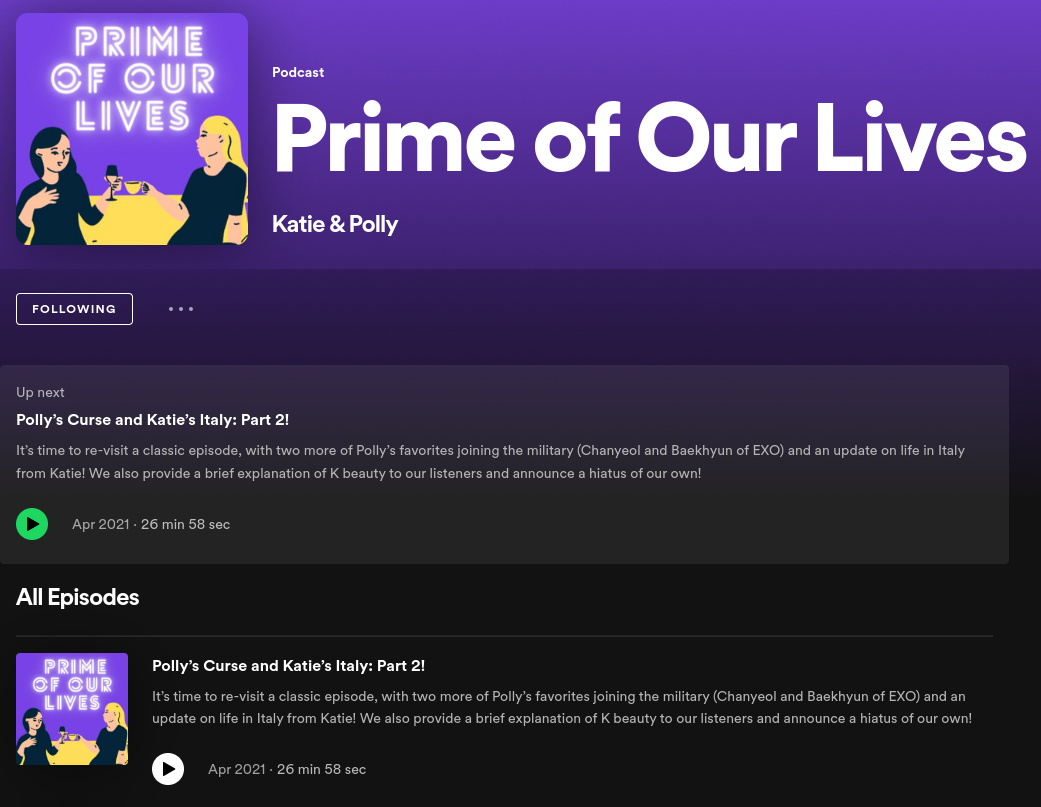 PRIME
OF OUR
LIVES
Podcast
Prime of Our Lives
Katie & Polly
FOLLOWING
Up next
Polly’s Curse and Katie’s Italy: Part 2!
It’s time to re-visit a classic episode, with two more of Polly’s favorites joining the military (Chanyeol and Baekhyun of EXO) and an update on life in Italy
from Katie! We also provide a brief explanation of K beauty to our listeners and announce a hiatus of our own!
Apr 2021 · 26 min 58 sec
All Episodes
PRIME
OF OUR
LIVES
Polly’s Curse and Katie’s Italy: Part 2!
It’s time to re-visit a classic episode, with two more of Polly’s favorites joining the military (Chanyeol and Baekhyun of EXO) and an
update on life in Italy from Katie! We also provide a brief explanation of K beauty to our listeners and announce a hiatus of our own!
Apr 2021 · 26 min 58 sec